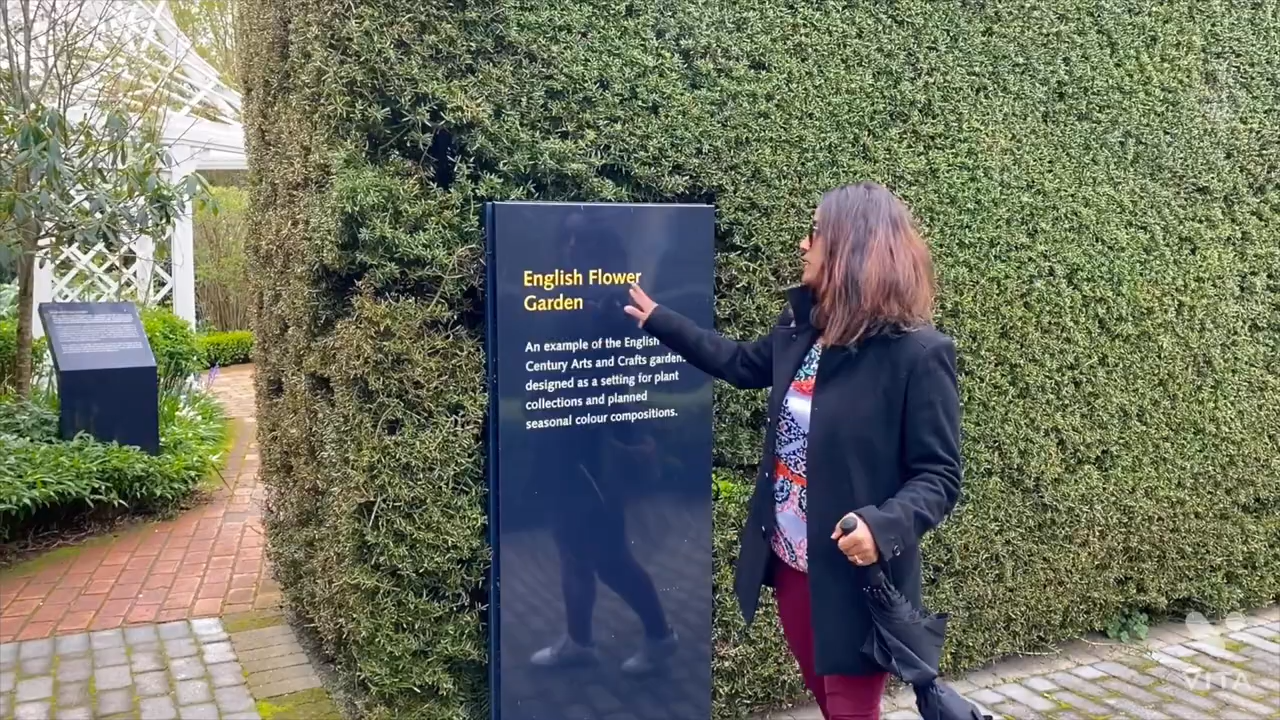 English Flower
Garden
An example of the English
Century Arts and Crafts gardens
designed as a setting for plant
collections and planned
seasonal colour compositions.
VITA